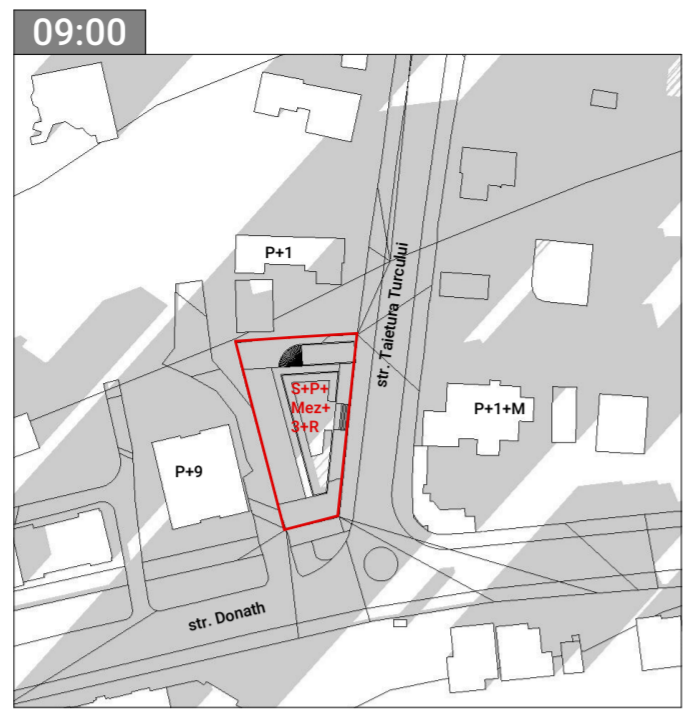 09:00
P+1
str. Taietura Turcului
S+P+
Mez+
3+R
P+1+M
P+9
str. Donath